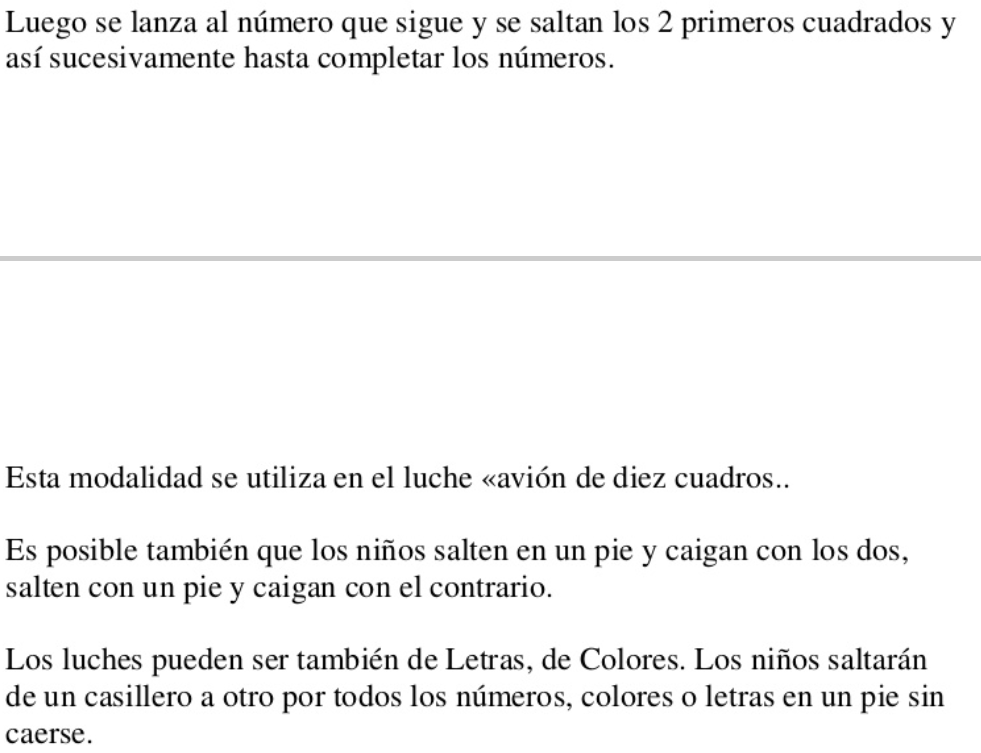 Luego se lanza al número que sigue y se saltan los 2 primeros cuadrados y
así sucesivamente hasta completar los números.
Esta modalidad se utiliza en el luche «avión de diez cuadros..
Es posible también que los niños salten en un pie y caigan con los dos,
salten con un pie y caigan con el contrario.
Los luches pueden ser también de Letras, de Colores. Los niños saltarán
de un casillero a otro por todos los números, colores o letras en un pie sin
caerse.